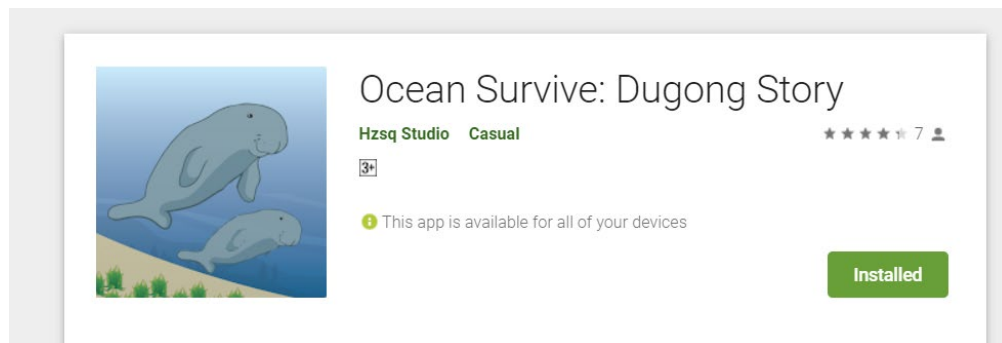 Ocean Survive: Dugong Story
Hzsq Studio Casual 7
3+
This app is available for all of your devices
Installed